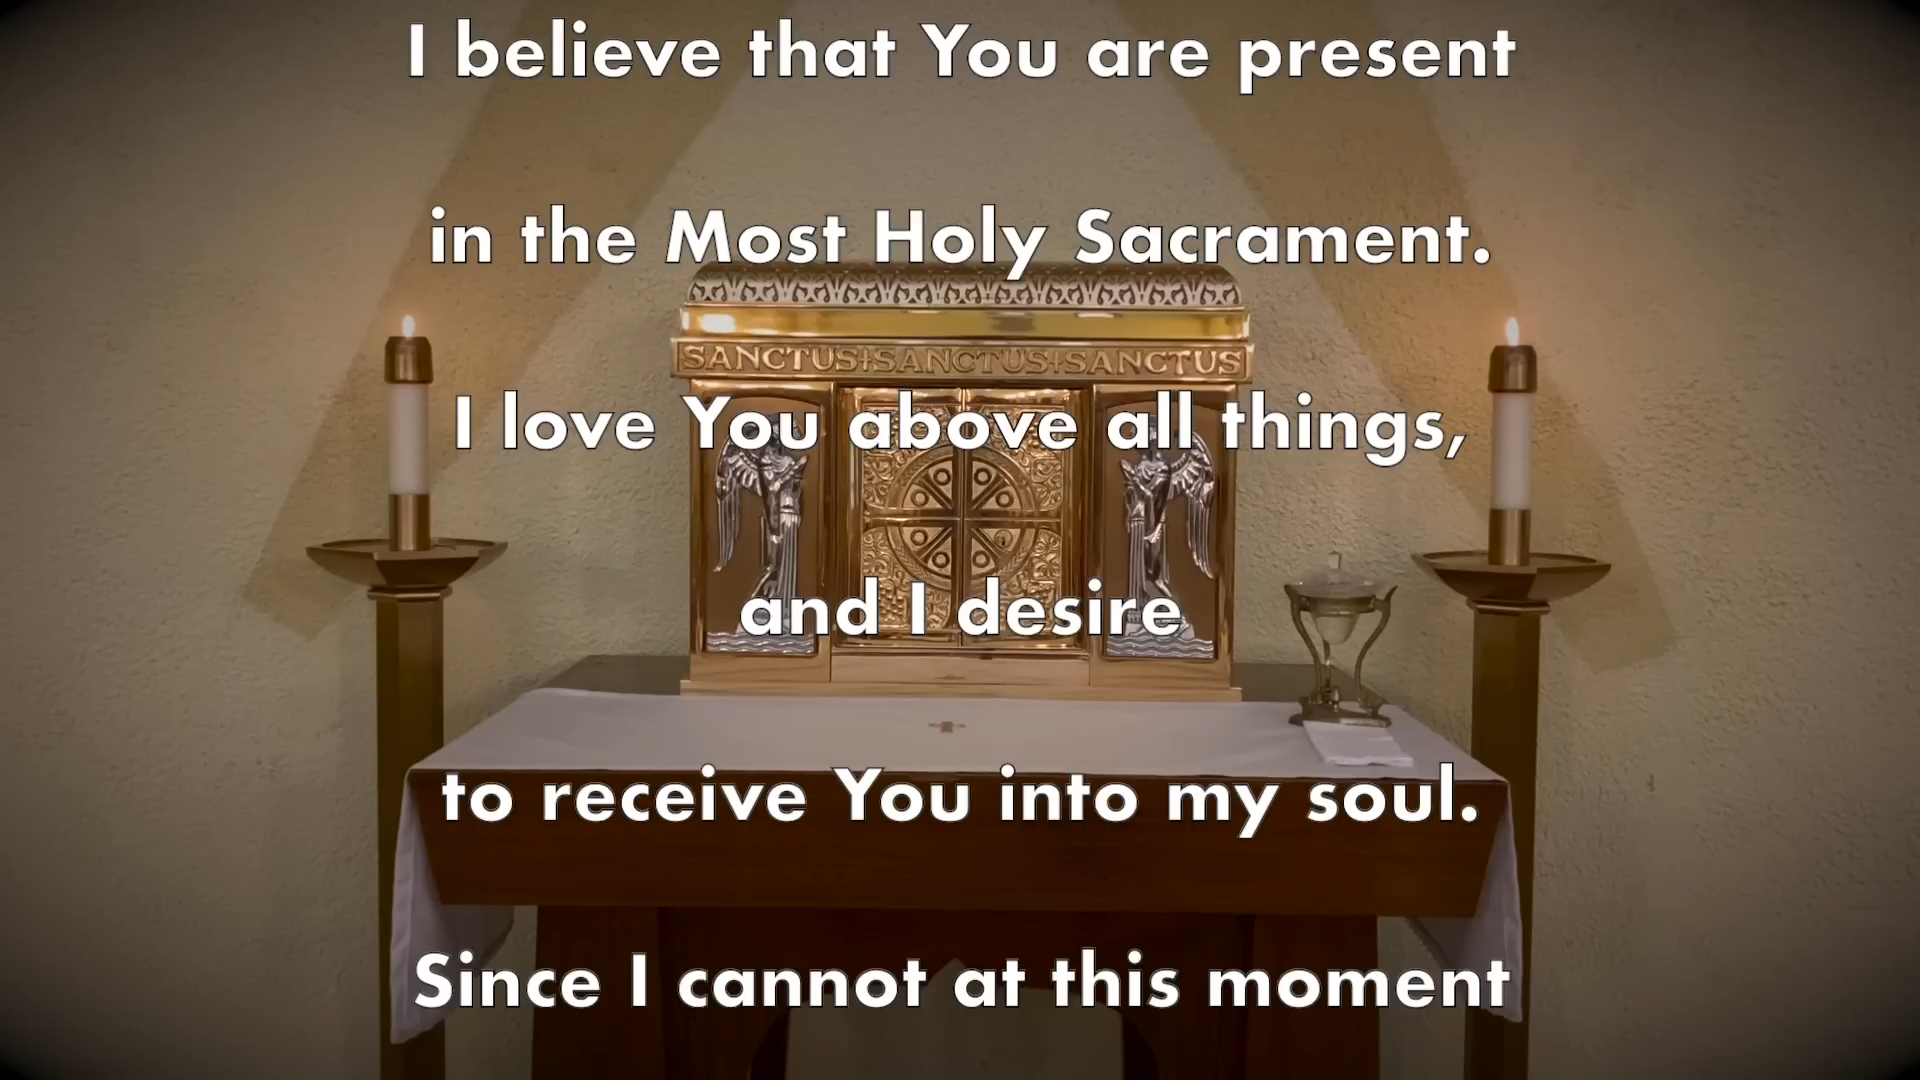 I believe that You are present
in the Most Holy Sacrament.
SANCTUS+SANCTUS+SANCTUS
I love You above all things,
and I desire
to receive You into my soul.
Since I cannot at this moment